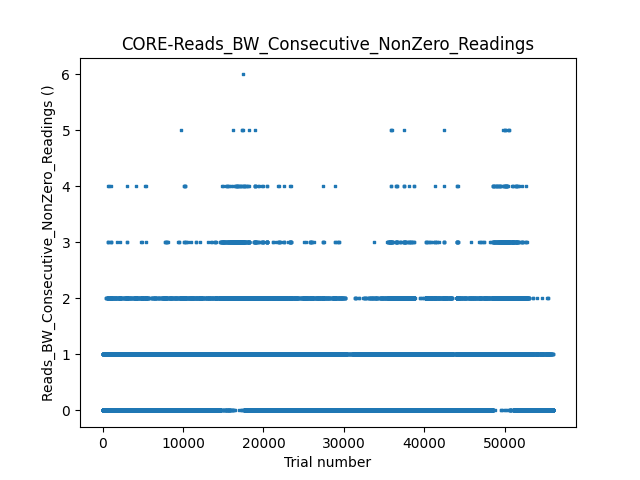 CORE-Reads_BW_Consecutive_NonZero_Readings
Reads_BW_Consecutive_NonZero_Readings ()
6
5
4
3
2
1
0
0 10000 20000 30000 40000 50000
Trial number